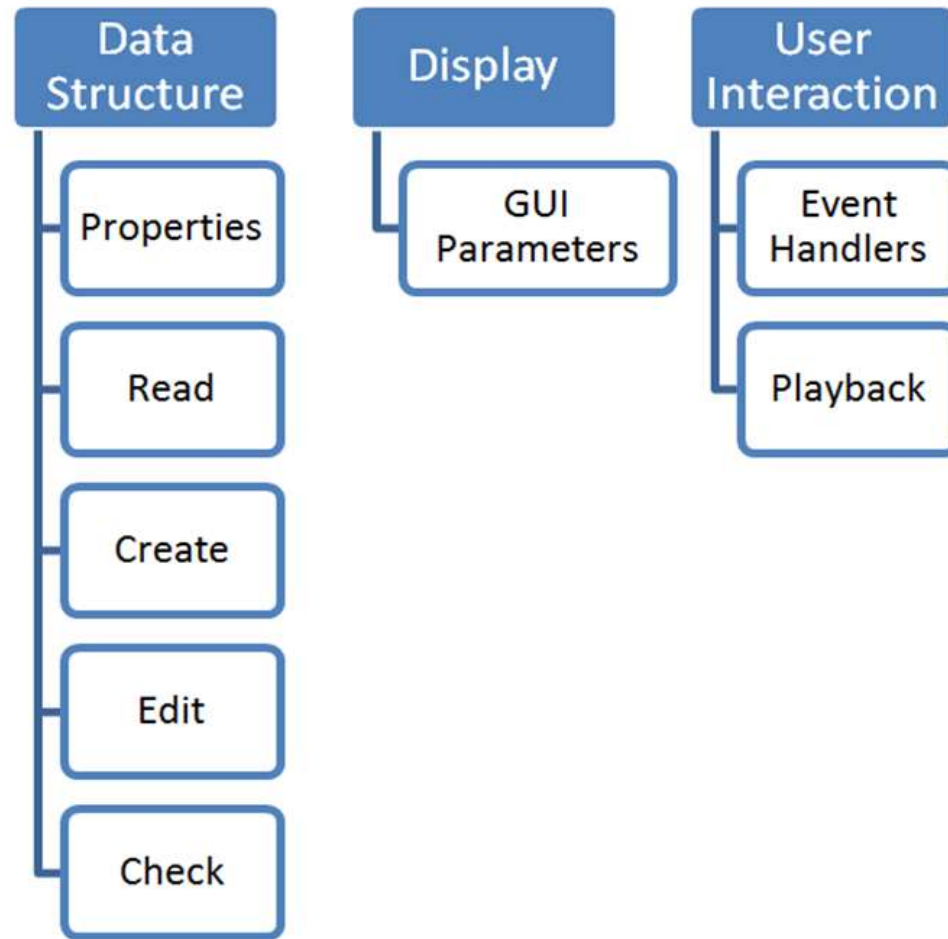 Data
Structure
Properties
Read
Create
Edit
Check
Display
GUI
Parameters
User
Interaction
Event
Handlers
Playback